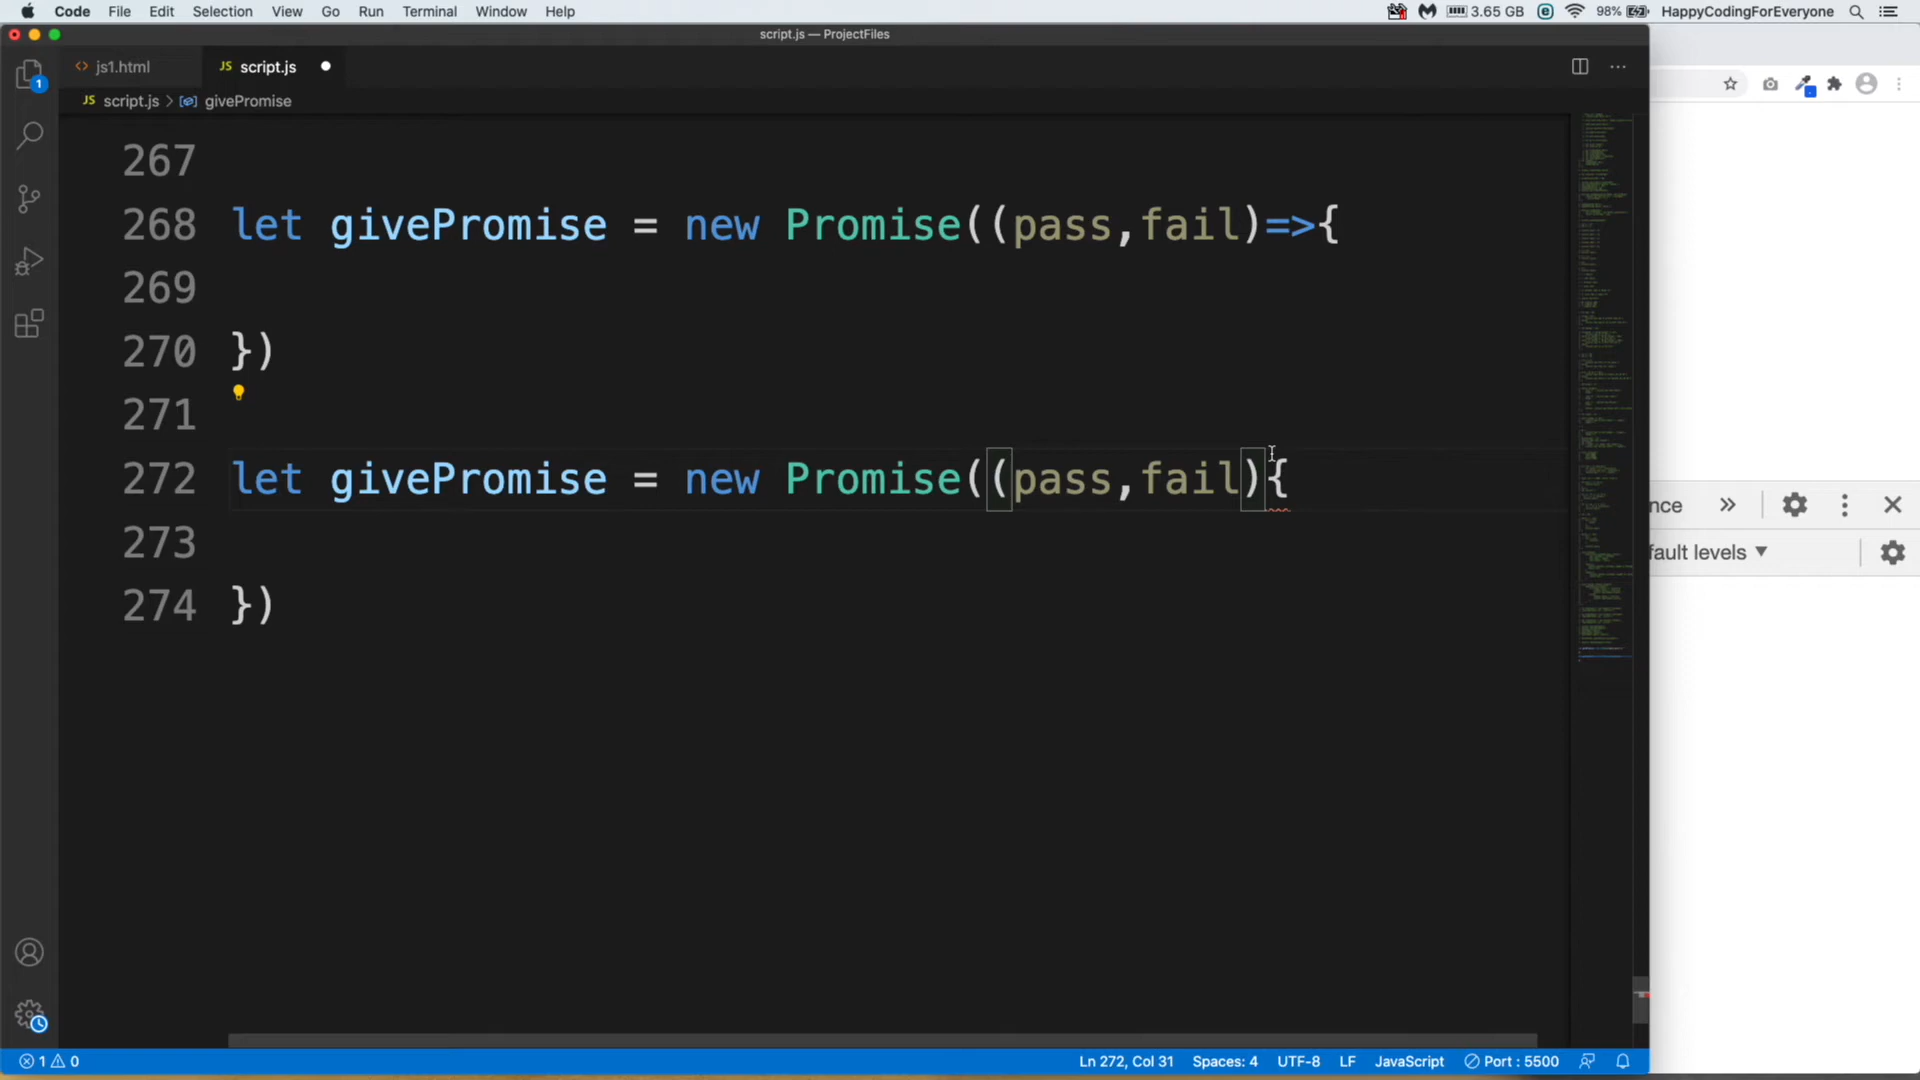 Code File Edit Selection View Go Run Terminal Window Help 3.65 GB 98% HappyCodingForEveryone
script.js — ProjectFiles
js1.html JS script.js
JS script.js > givePromise
267
268 let givePromise = new Promise((pass,fail)=>{
269
270 })
271
272 let givePromise = new Promise((pass,fail){
273
274 })
nce »
fault levels ▼
1 0 Ln 272, Col 31 Spaces: 4 UTF-8 LF JavaScript Port : 5500